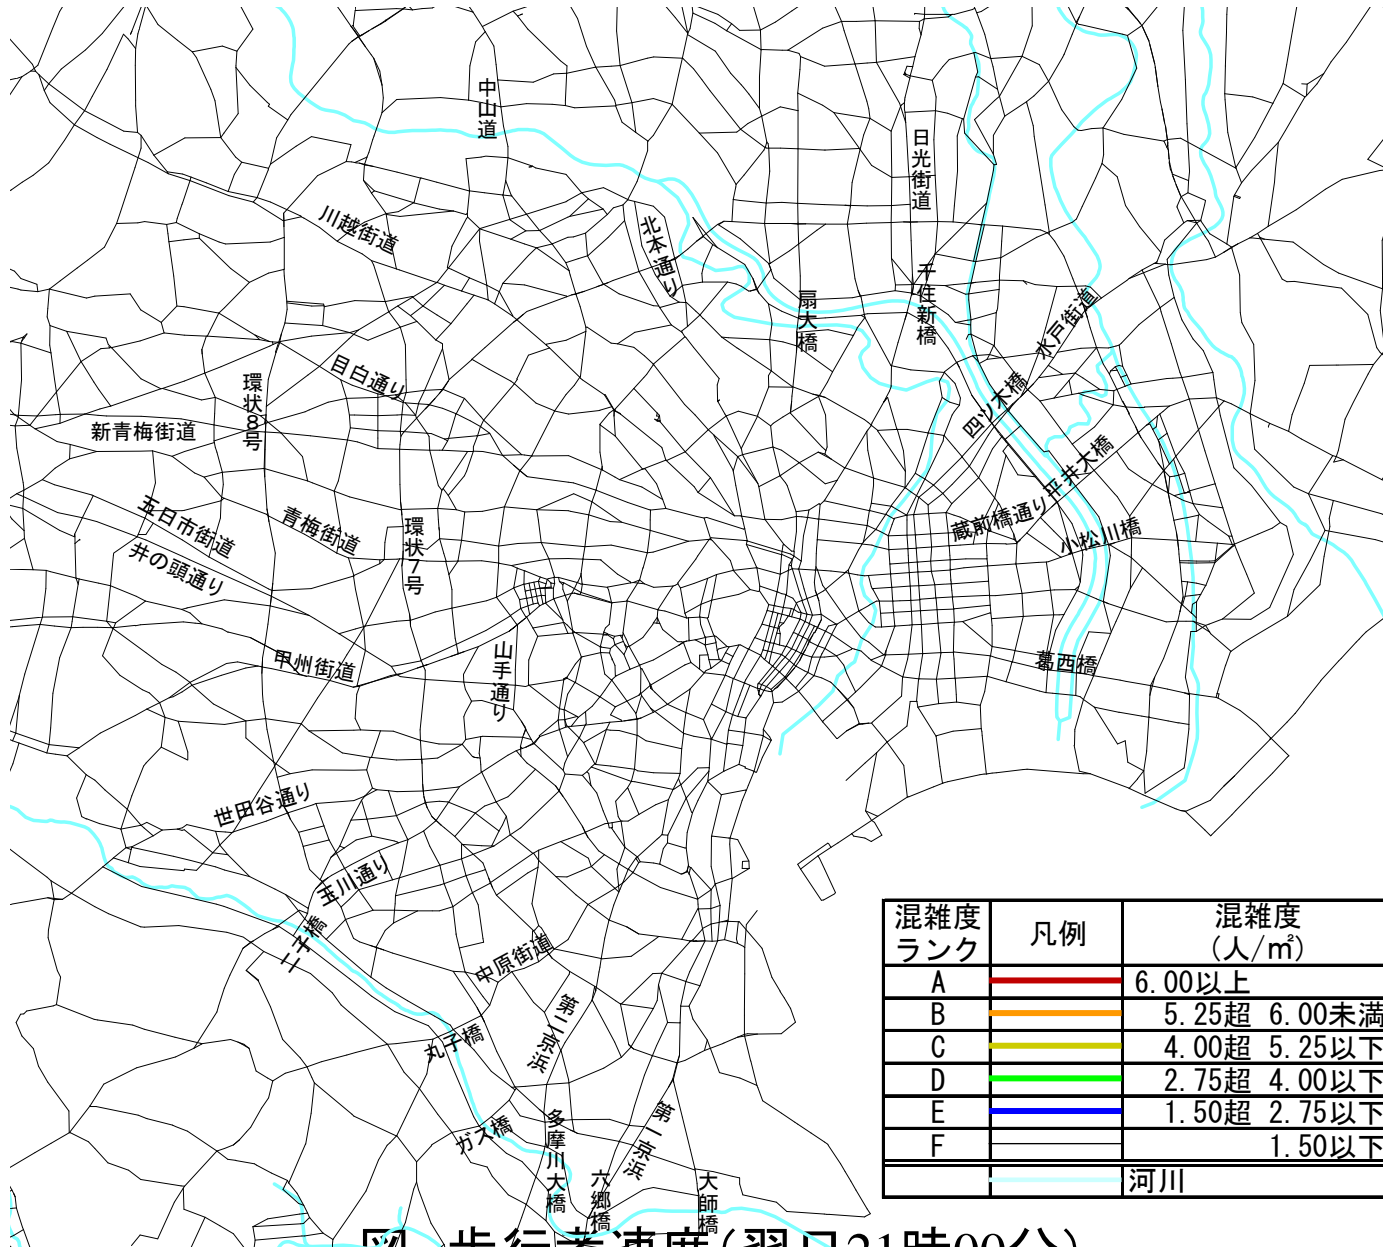 中山道
日光街道
川越街道
北本通り
千住新橋
扇大橋
水戸街道
目白通り
環状8号
四ツ木橋
新青梅街道
平井大橋
五日市街道
青梅街道
蔵前橋通り
環状7号
小松川橋
井の頭通り
甲州街道
山手通り
葛西橋
世田谷通り
玉川通り
二子橋
中原街道
第二京浜
丸子橋
ガス橋
多摩川大橋
第一京浜
六郷橋
大師橋
混雑度ランク 凡例 混雑度(人/㎡)
A 6.00以上
B 5.25超 6.00未満
C 4.00超 5.25以下
D 2.75超 4.00以下
E 1.50超 2.75以下
F 1.50以下
河川